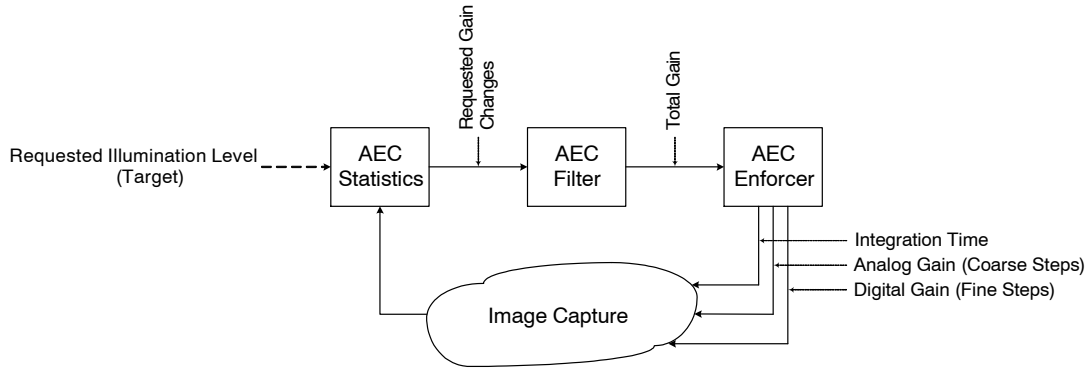 Requested Gain
Changes
Total Gain
Requested Illumination Level
(Target)
AEC
Statistics
AEC
Filter
AEC
Enforcer
Integration Time
Analog Gain (Coarse Steps)
Digital Gain (Fine Steps)
Image Capture